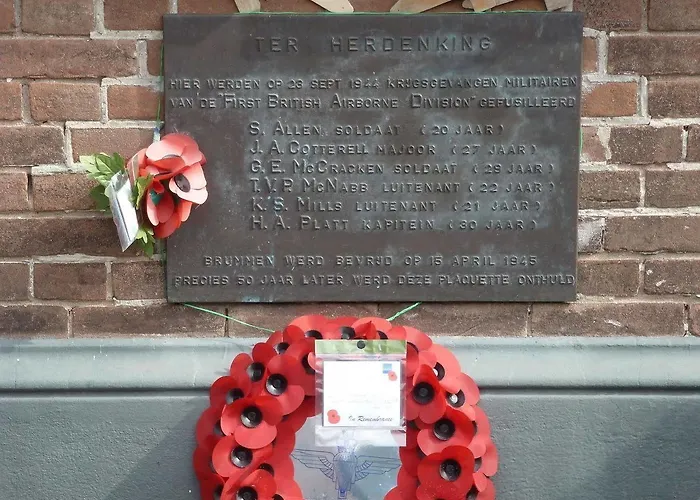 TER HERDENKING
HIER WERDEN OP 23 SEPT 1944 KRIJGSGEVANGEN MILITAIREN
VAN DE "FIRST BRITISH AIRBORNE DIVISION" GEFUSILLEERD
S. ALLEN SOLDAAT (20 JAAR)
J.A. COTTERELL MAJOOR (27 JAAR)
G.E. MCCRACKEN SOLDAAT (29 JAAR)
T.V.P. MCNABB LUITENANT (22 JAAR)
K.S. MILLS LUITENANT (21 JAAR)
H.A. PLATT KAPITEIN (30 JAAR)
BRUMMEN WERD BEVRIJD OP 15 APRIL 1945
PRECIES 50 JAAR LATER WERD DEZE PLAQUETTE ONTHULD
In Remembrance